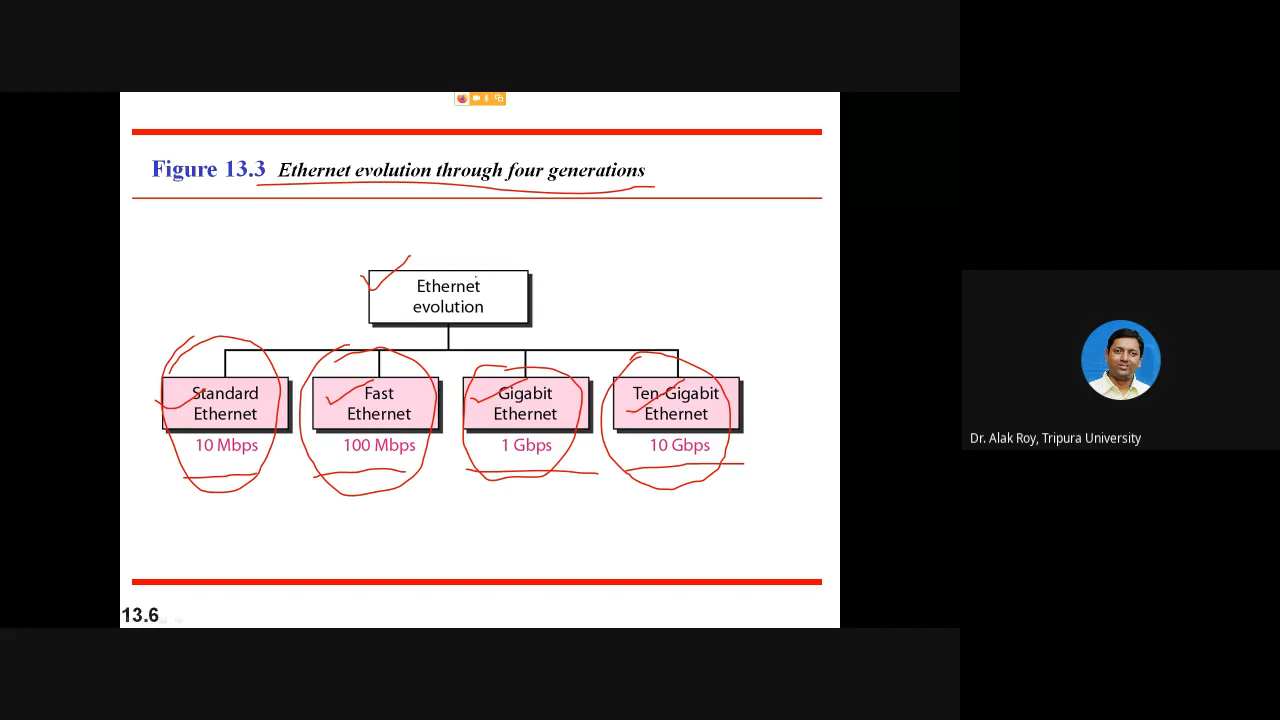 Figure 13.3 Ethernet evolution through four generations
Ethernet
evolution
Standard
Ethernet
10 Mbps
Fast
Ethernet
100 Mbps
Gigabit
Ethernet
1 Gbps
Ten-Gigabit
Ethernet
10 Gbps
13.6
Dr. Alak Roy, Tripura University